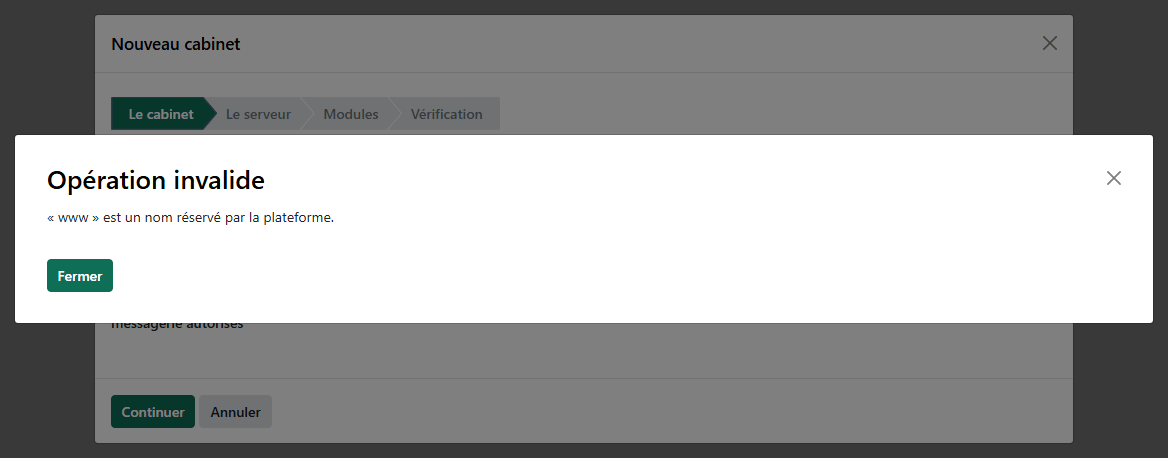 Nouveau cabinet
Le cabinet
Le serveur
Modules
Vérification
Opération invalide
« www » est un nom réservé par la plateforme.
Fermer
messagerie autorisés
Continuer
Annuler